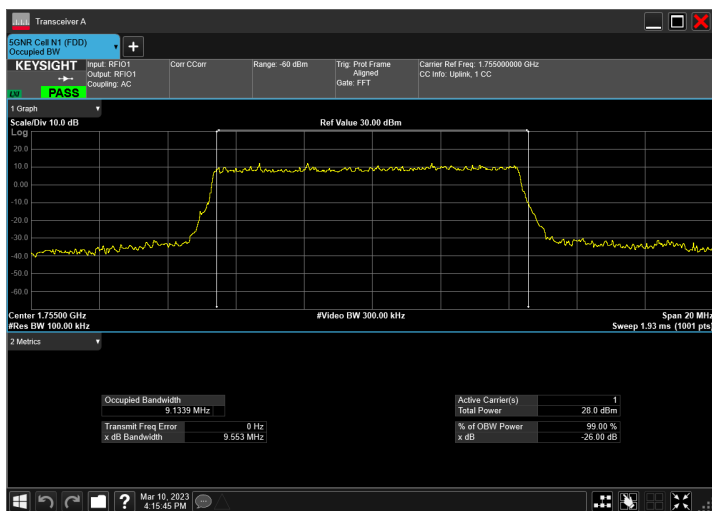 Transceiver A
5GNR Cell N1 (FDD)
Occupied BW
KEYSIGHT
PASS
Input: RFIO1
Output: RFIO1
Coupling: AC
Corr CCorr
Range: -60 dBm
Trig: Prot Frame
Aligned
Gate: FFT
Carrier Ref Freq: 1.755000000 GHz
CC Info: Uplink, 1 CC
1 Graph
Scale/Div 10.0 dB
Ref Value 30.00 dBm
Log
20.0
10.0
0.00
-10.0
-20.0
-30.0
-40.0
-50.0
-60.0
Center 1.75500 GHz
#Video BW 300.00 kHz
Span 20 MHz
#Res BW 100.00 kHz
Sweep 1.93 ms (1001 pts)
2 Metrics
Occupied Bandwidth
9.1339 MHz
Transmit Freq Error 0 Hz
x dB Bandwidth 9.553 MHz
Active Carrier(s) 1
Total Power 28.0 dBm
% of OBW Power 99.00 %
x dB -26.00 dB
?
Mar 10, 2023
4:15:45 PM